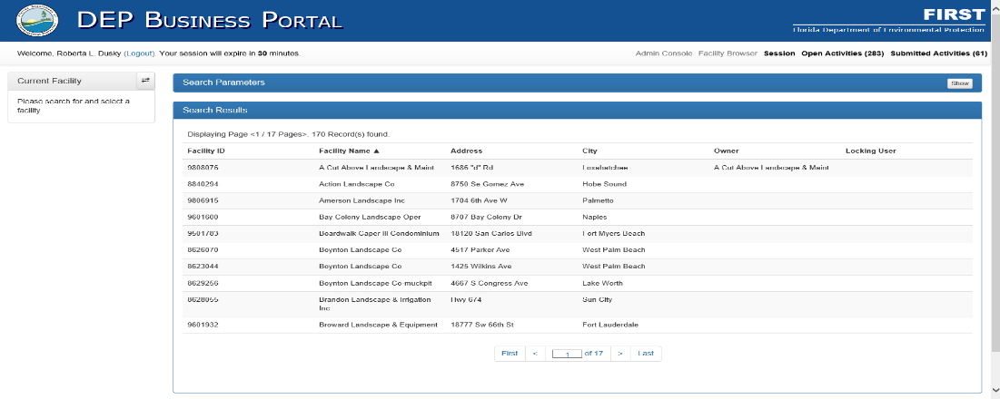 DEP BUSINESS PORTAL
FIRST
Florida Department of Environmental Protection
Welcome, Roberta L. Dusky (Logout) Your session will expire in 30 minutes.
Admin Console Facility Browser Session Open Activities (283) Submitted Activities (61)
Current Facility
Please search for and select a
facility
Search Parameters
Show
Search Results
Displaying Page <1 / 17 Pages>. 170 Record(s) found.
Facility ID Facility Name ▲ Address City Owner Locking User
9808076 A Cut Above Landscape & Maint 1686 "d" Rd Loxahatchee A Cut Above Landscape & Maint
8840294 Action Landscape Co 8750 Se Gomez Ave Hobe Sound
9806915 Amerson Landscape Inc 1704 6th Ave W Palmetto
9601600 Bay Colony Landscape Oper 8707 Bay Colony Dr Naples
9501783 Boardwalk Caper III Condominium 18120 San Carlos Blvd Fort Myers Beach
8626070 Boynton Landscape Co 4517 Parker Ave West Palm Beach
8623044 Boynton Landscape Co 1425 Wilkins Ave West Palm Beach
8629256 Boynton Landscape Co-muckpit 4667 S Congress Ave Lake Worth
8628055 Brandon Landscape & Irrigation Hwy 674 Sun City
Inc
9601932 Broward Landscape & Equipment 18777 Sw 66th St Fort Lauderdale
First < 1 of 17 > Last